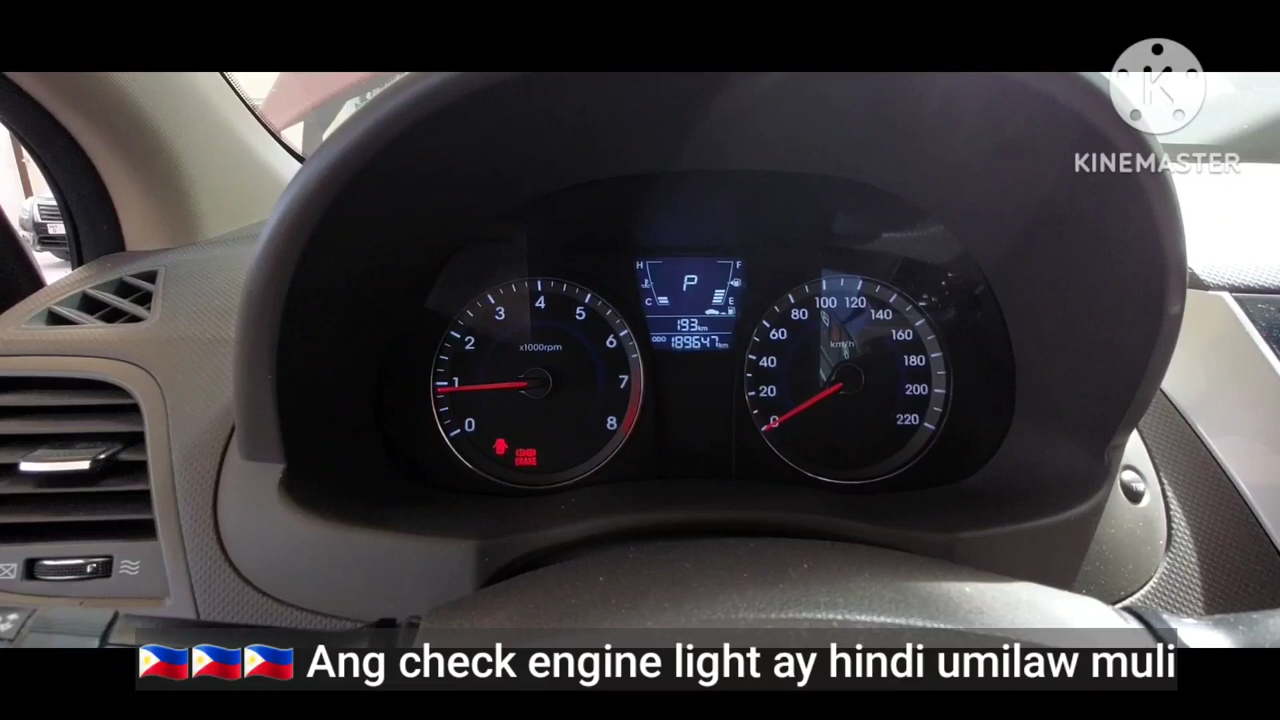 KINEMASTER
H F
P
C E
193km
ODO 189647km
x1000rpm
0 1 2 3 4 5 6 7 8
BRAKE
km/h
0 20 40 60 80 100 120 140 160 180 200 220
🇵🇭🇵🇭🇵🇭 Ang check engine light ay hindi umilaw muli